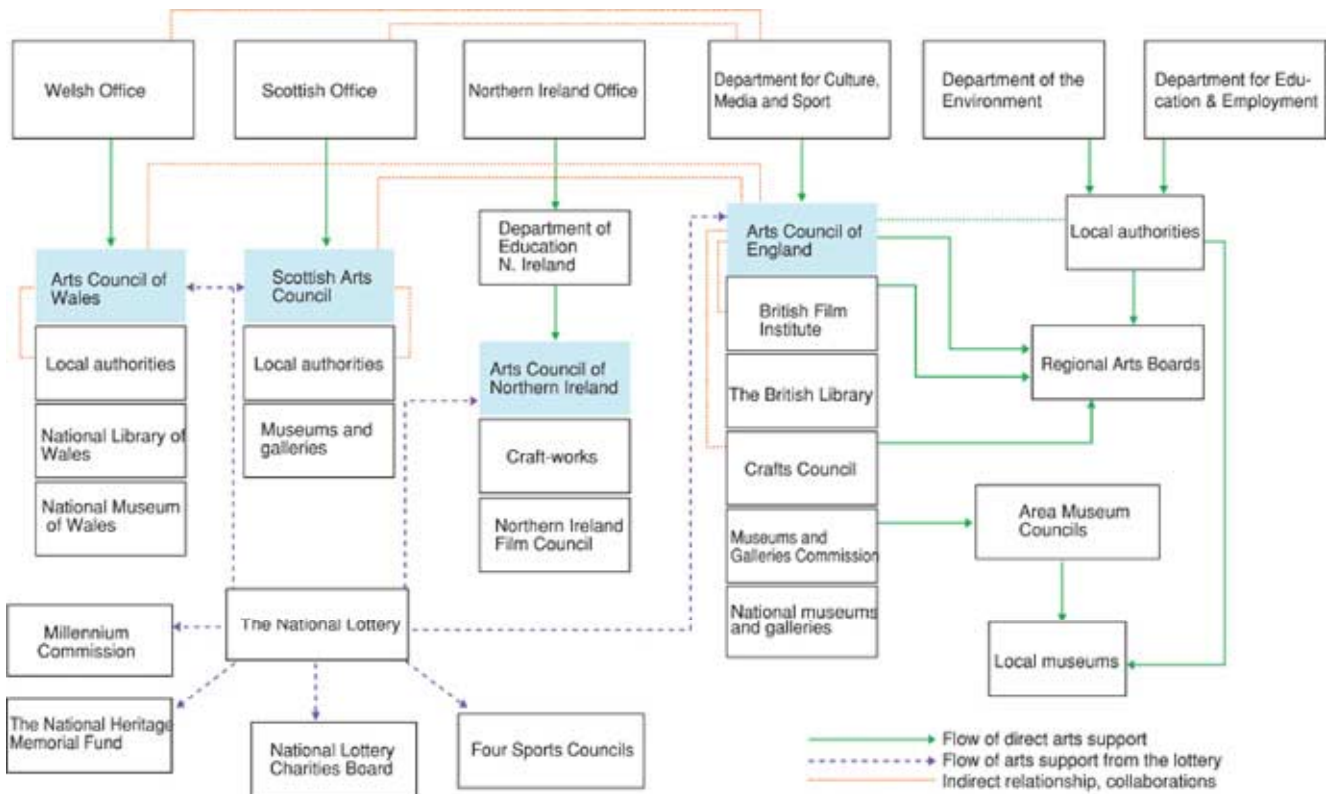 Welsh Office
Scottish Office
Northern Ireland Office
Department for Culture,
Media and Sport
Department of the
Environment
Department for Edu-
cation & Employment
Arts Council of
Wales
Local authorities
National Library of
Wales
National Museum
of Wales
Scottish Arts
Council
Local authorities
Museums and
galleries
Department of
Education
N. Ireland
Arts Council of
Northern Ireland
Craft-works
Northern Ireland
Film Council
Arts Council of
England
British Film
Institute
The British Library
Crafts Council
Museums and
Galleries Commission
National museums
and galleries
Local authorities
Regional Arts Boards
Area Museum
Councils
Local museums
The National Lottery
Millennium
Commission
The National Heritage
Memorial Fund
National Lottery
Charities Board
Four Sports Councils
Flow of direct arts support
Flow of arts support from the lottery
Indirect relationship, collaborations